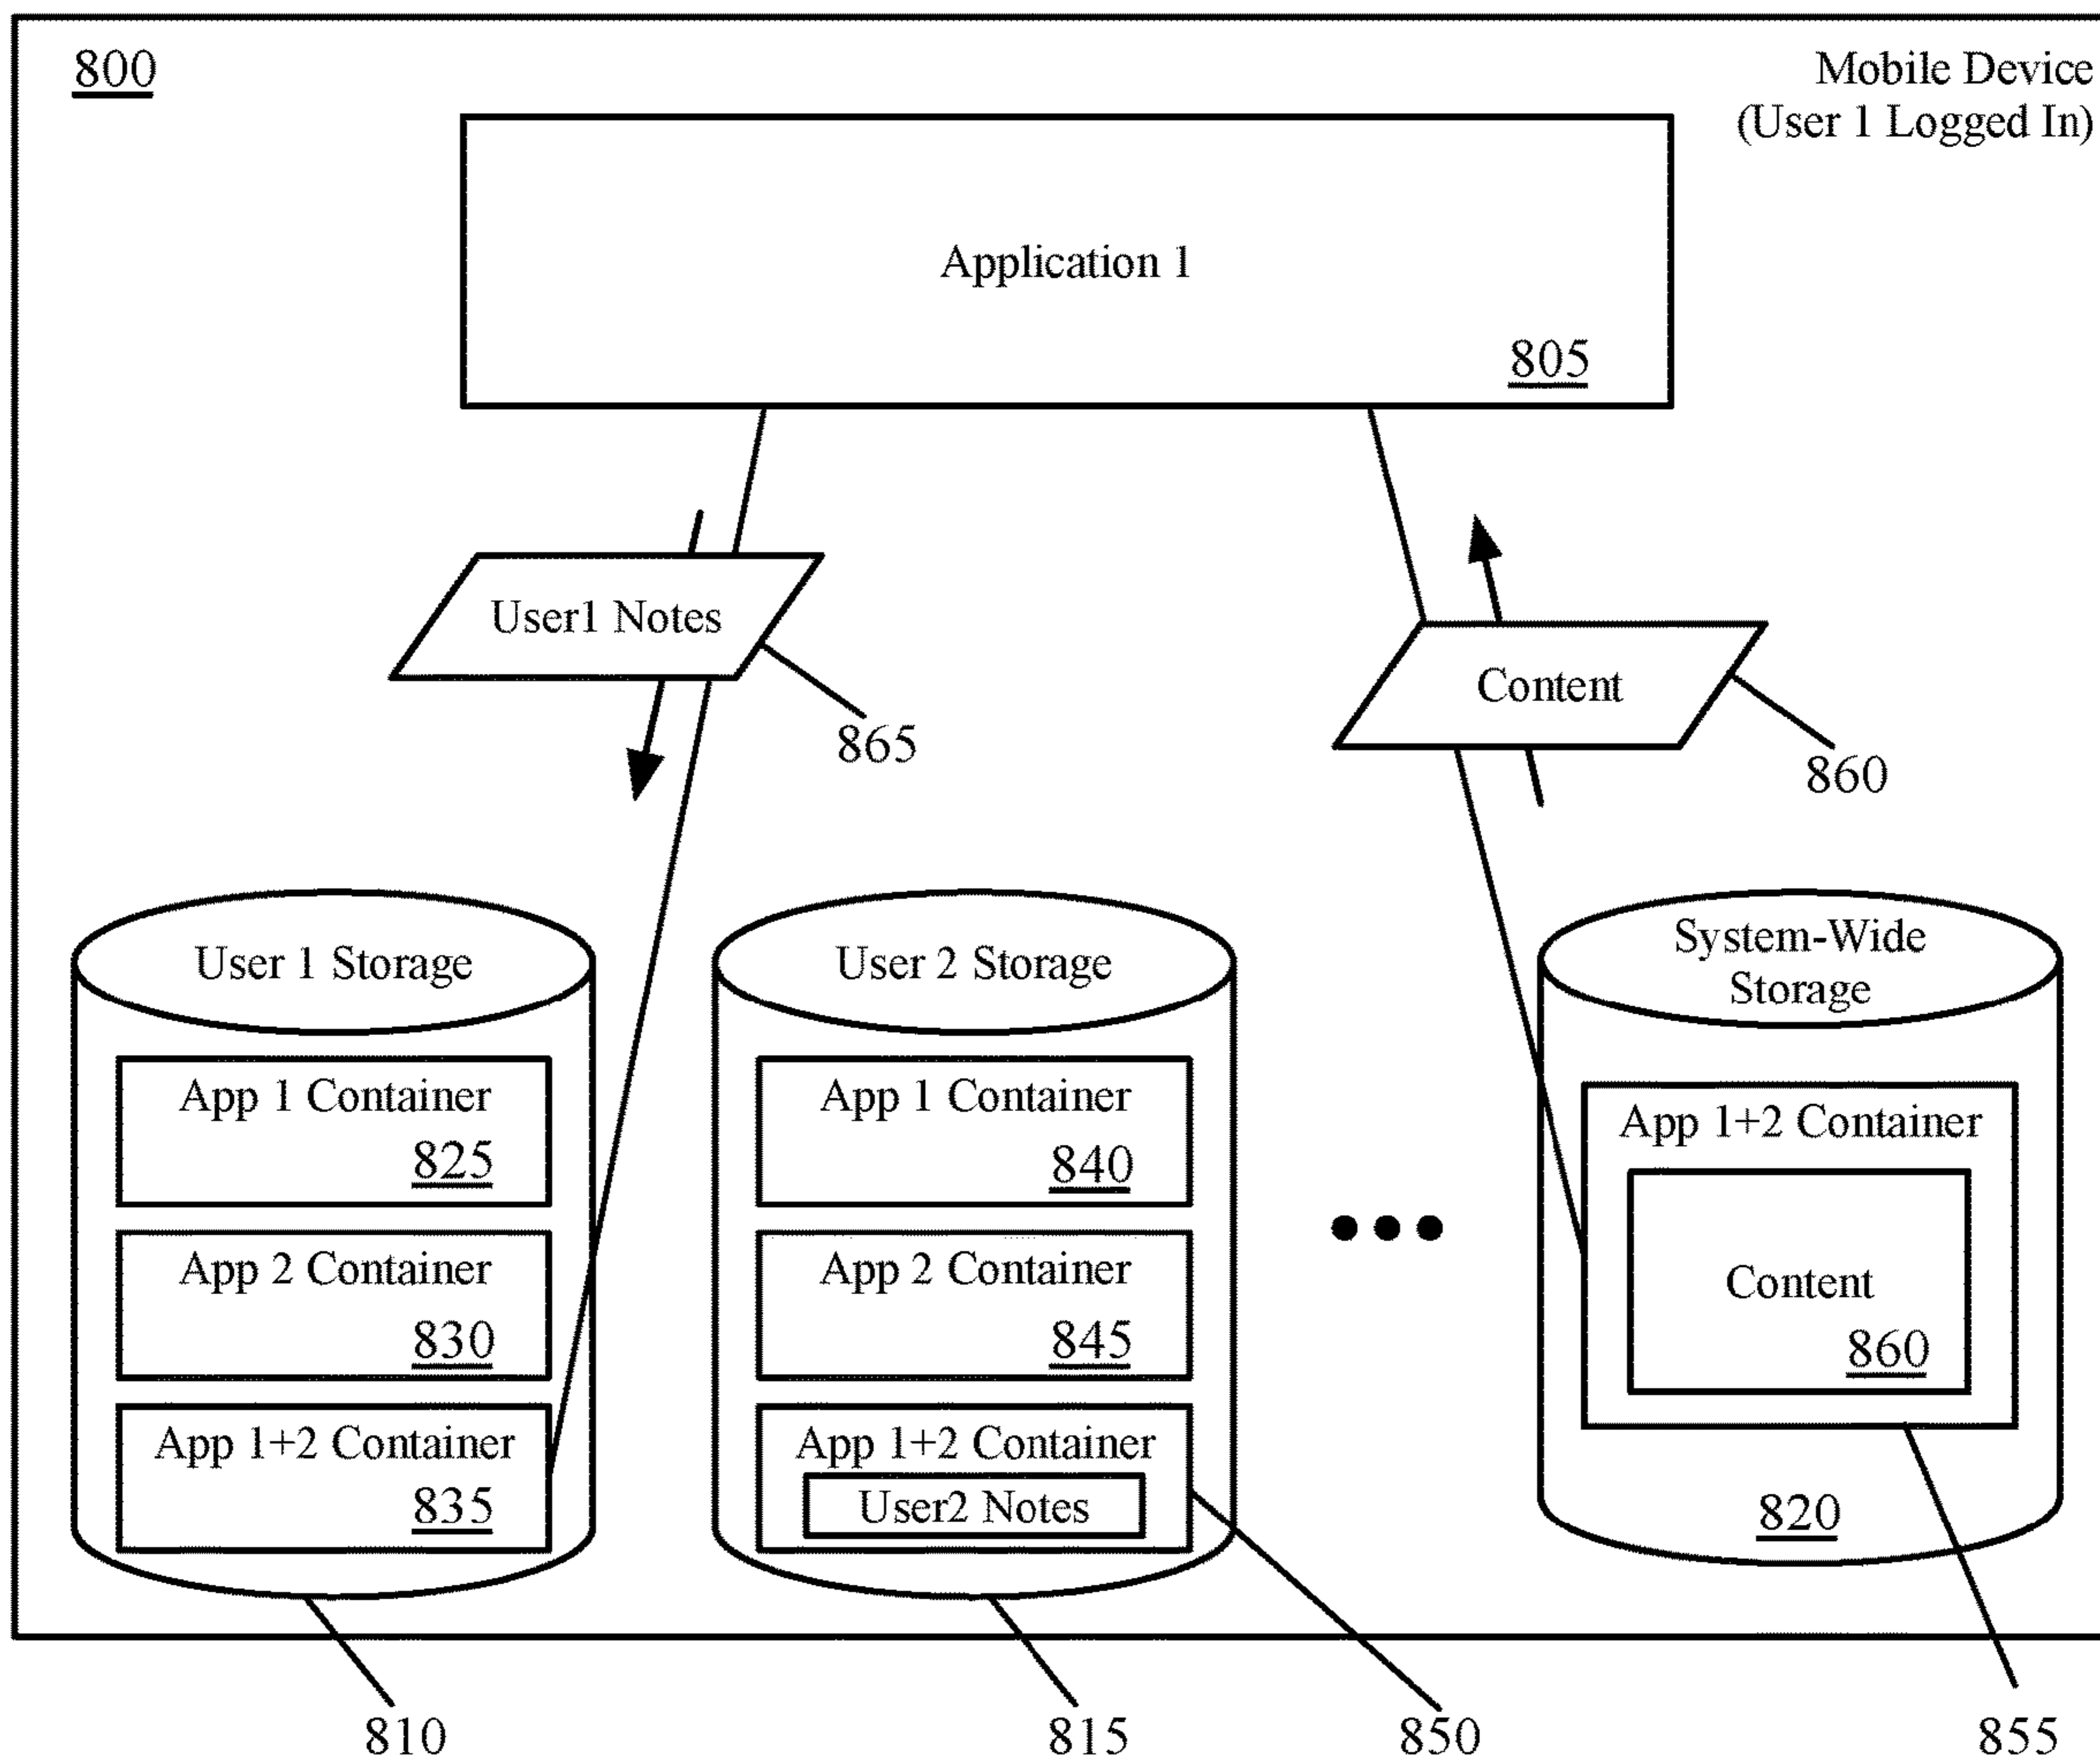 800
Mobile Device
(User 1 Logged In)
Application 1
805
User1 Notes
865
Content
860
User 1 Storage
App 1 Container
825
App 2 Container
830
App 1+2 Container
835
User 2 Storage
App 1 Container
840
App 2 Container
845
App 1+2 Container
User2 Notes
System-Wide
Storage
App 1+2 Container
Content
860
820
810
815
850
855